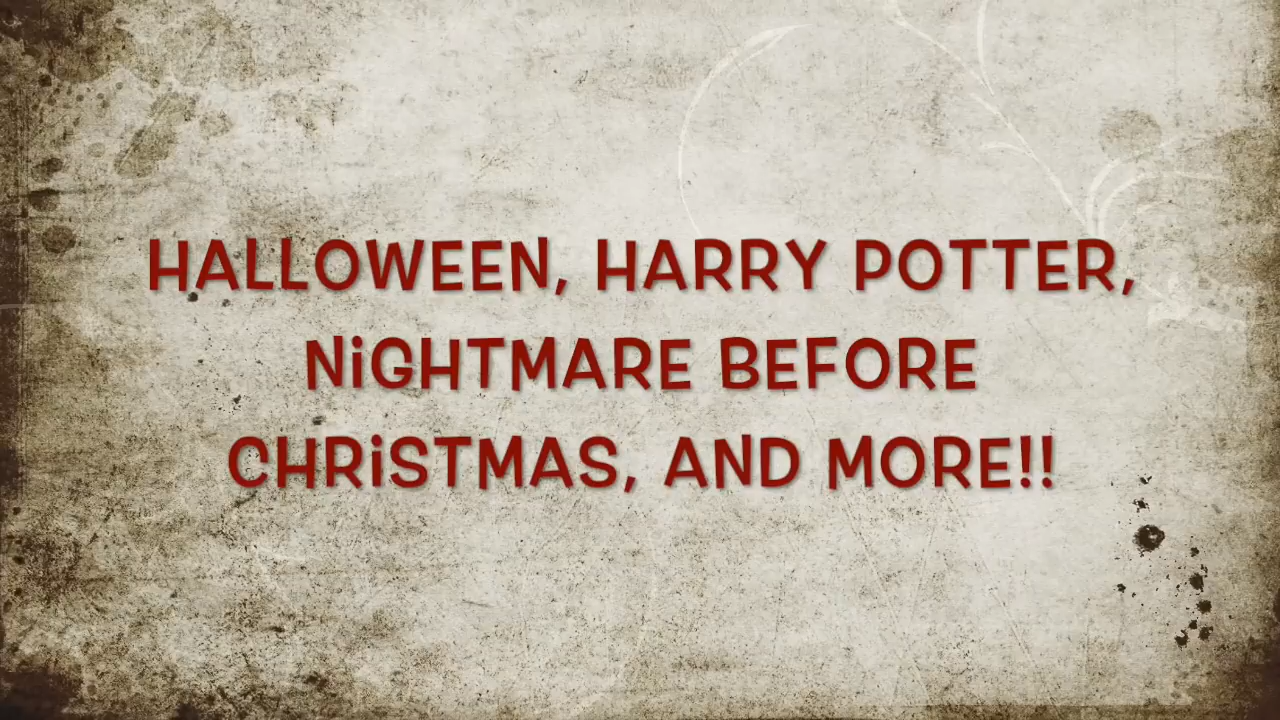 HALLOWEEN, HARRY POTTER,
NiGHTMARE BEFORE
CHRiSTMAS, AND MORE!!